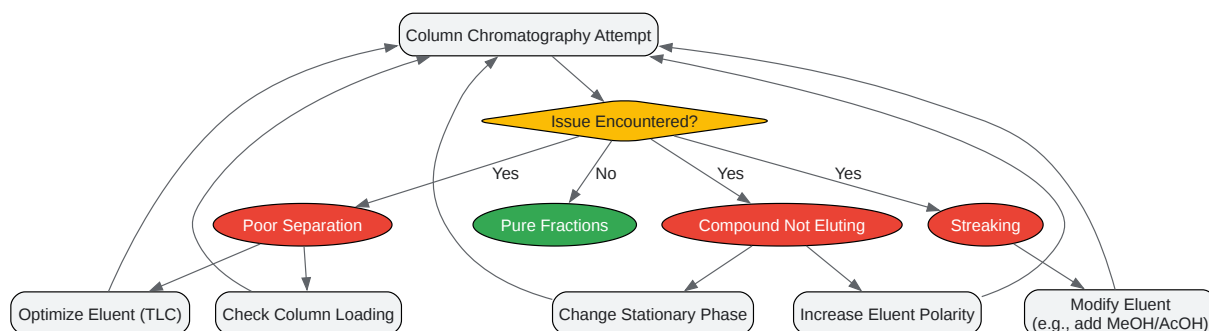 Column Chromatography Attempt
Issue Encountered?
Yes
No
Yes
Yes
Poor Separation
Pure Fractions
Compound Not Eluting
Streaking
Optimize Eluent (TLC)
Check Column Loading
Change Stationary Phase
Increase Eluent Polarity
Modify Eluent
(e.g., add MeOH/AcOH)